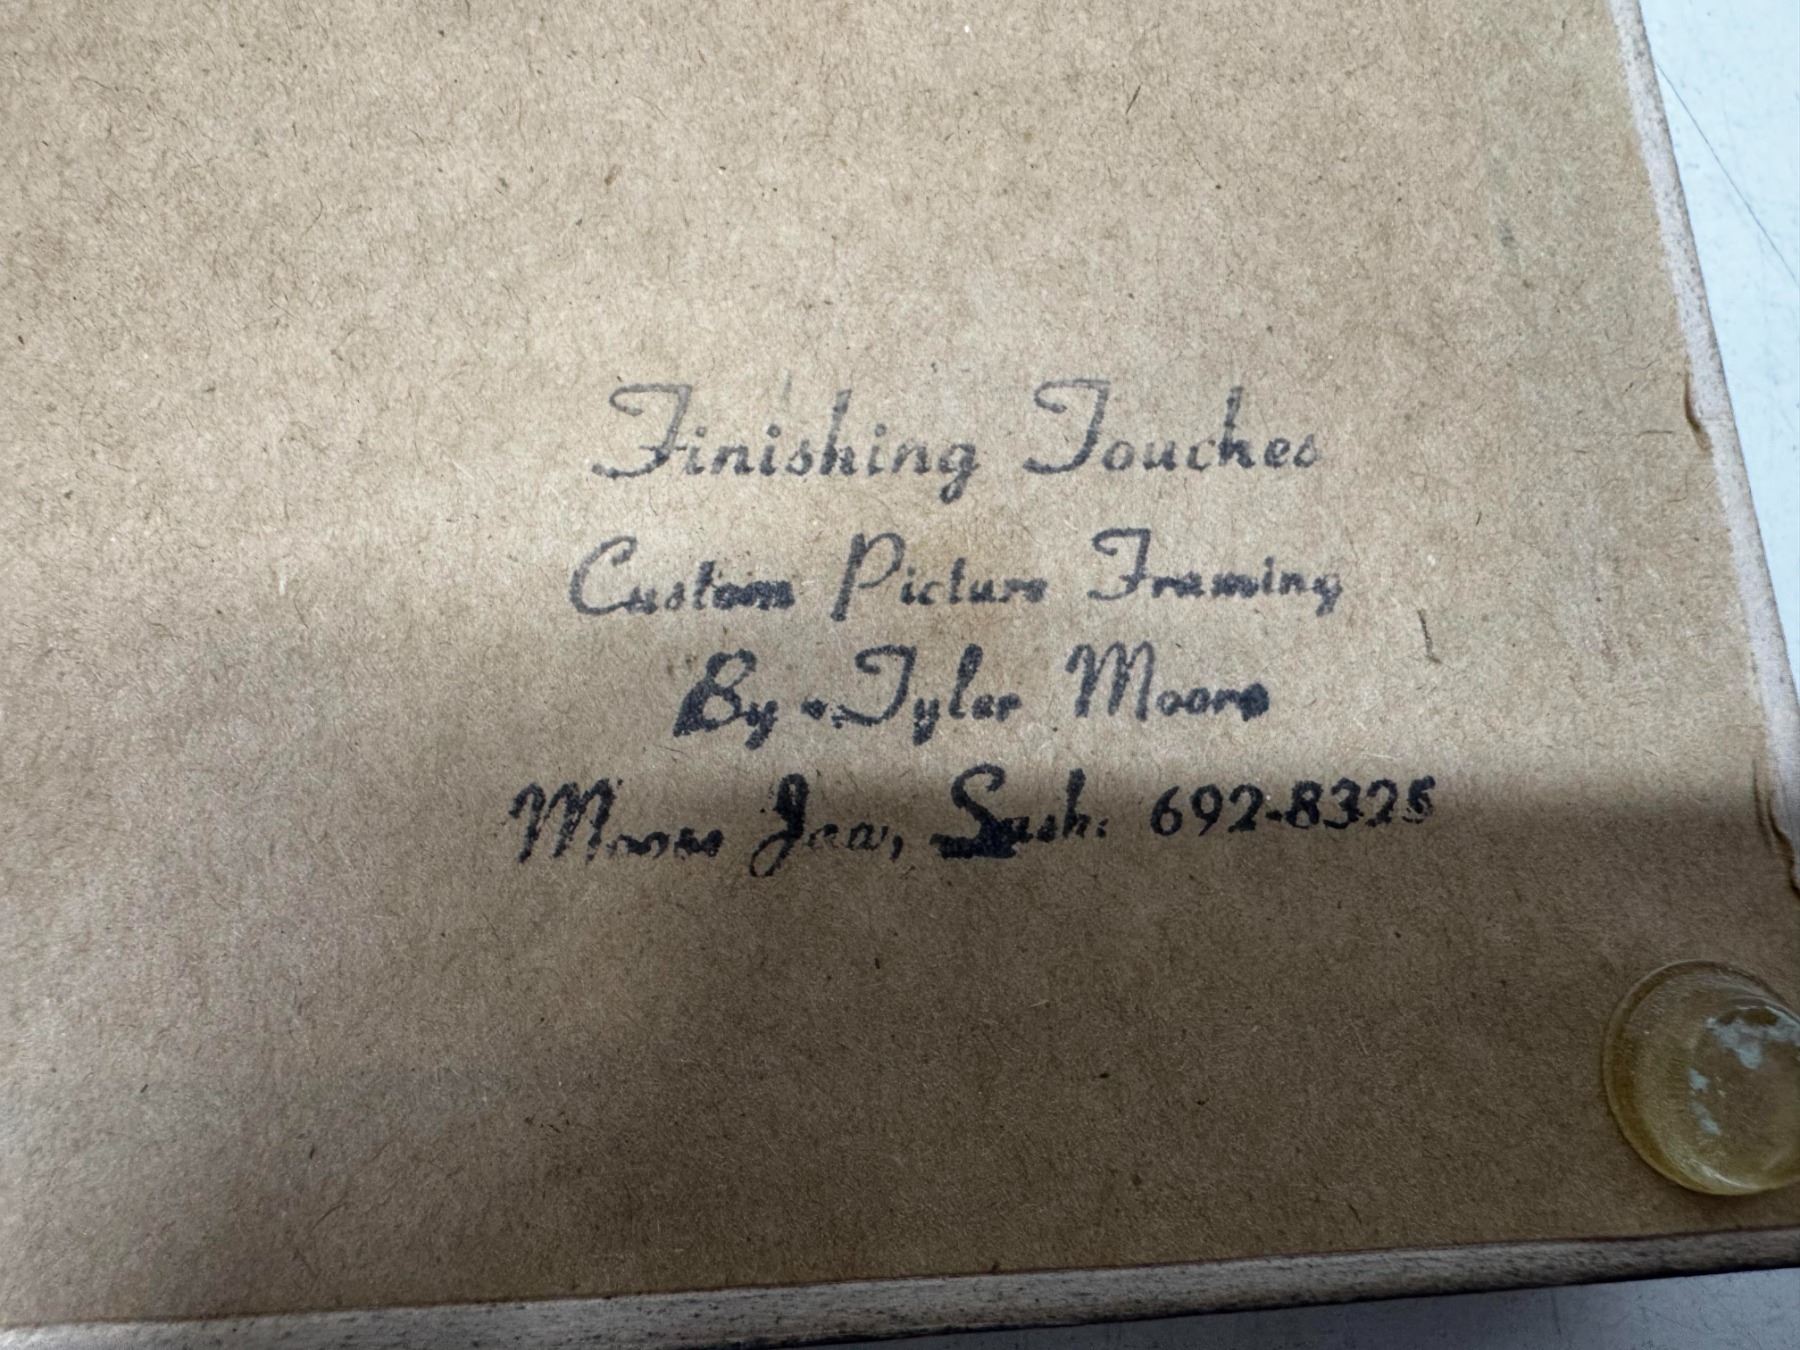 Finishing Touches
Custom Picture Framing
By Tyler Moore
Moose Jaw, Sask. 692-8325